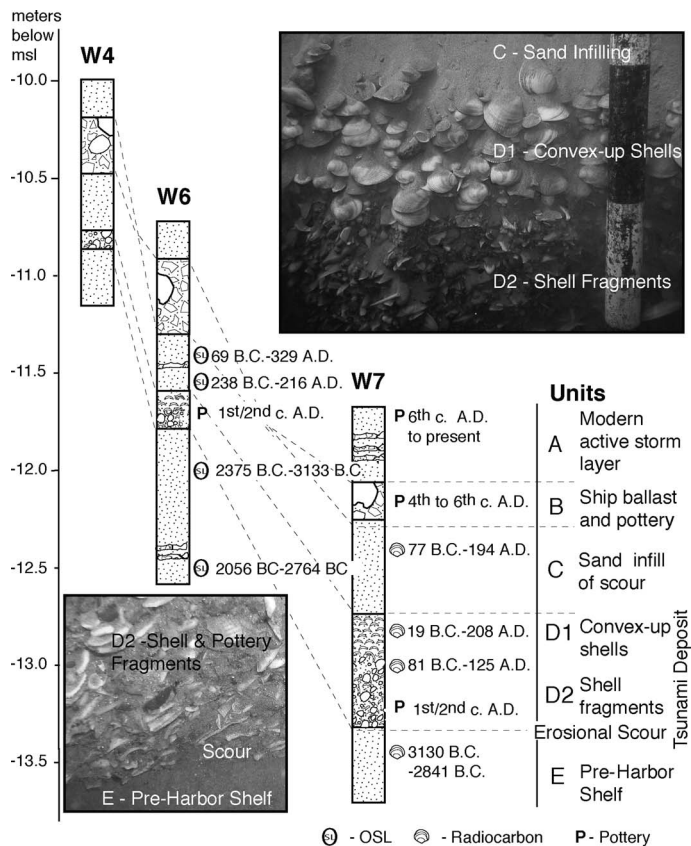 meters
below
msl
W4
-10.0
-10.5
-11.0
-11.5
-12.0
-12.5
-13.0
-13.5
W6
SL 69 B.C.-329 A.D.
SL 238 B.C.-216 A.D.
P 1st/2nd c. A.D.
SL 2375 B.C.-3133 B.C.
SL 2056 BC-2764 BC
C - Sand Infilling
D1 - Convex-up Shells
D2 - Shell Fragments
W7
P 6th c. A.D.
to present
P 4th to 6th c. A.D.
77 B.C.-194 A.D.
19 B.C.-208 A.D.
81 B.C.-125 A.D.
P 1st/2nd c. A.D.
3130 B.C.
-2841 B.C.
Units
A Modern
active storm
layer
B Ship ballast
and pottery
C Sand infill
of scour
D1 Convex-up
shells
D2 Shell
fragments
Erosional Scour
E Pre-Harbor
Shelf
Tsunami Deposit
D2 -Shell & Pottery
Fragments
Scour
E - Pre-Harbor Shelf
SL - OSL
- Radiocarbon
P - Pottery